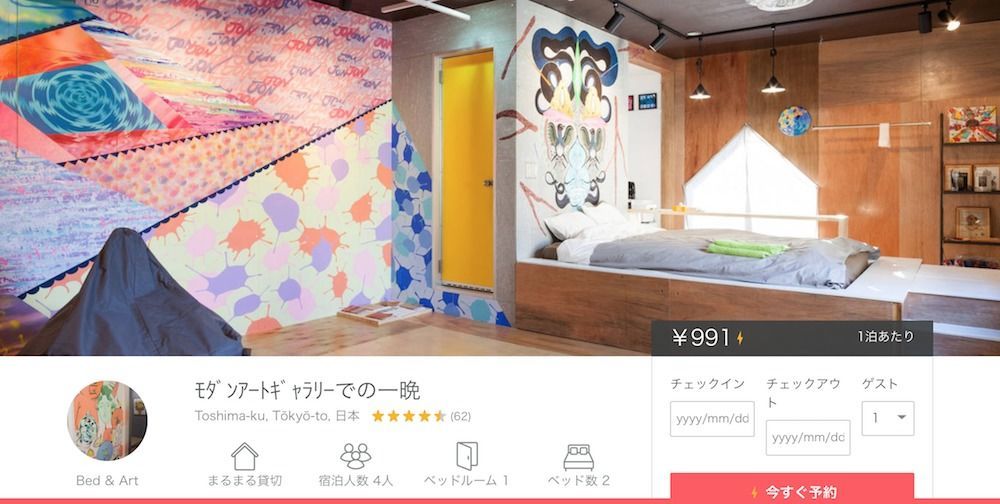 JON JON JON JON
¥991
1泊あたり
ﾓﾀﾞﾝｱｰﾄｷﾞｬﾗﾘｰでの一晩
Toshima-ku, Tōkyō-to, 日本 (62)
チェックイン
チェックアウ
ト
ゲスト
yyyy/mm/dd
yyyy/mm/dd
1
Bed & Art
まるまる貸切
宿泊人数 4人
ベッドルーム 1
ベッド数 2
今すぐ予約